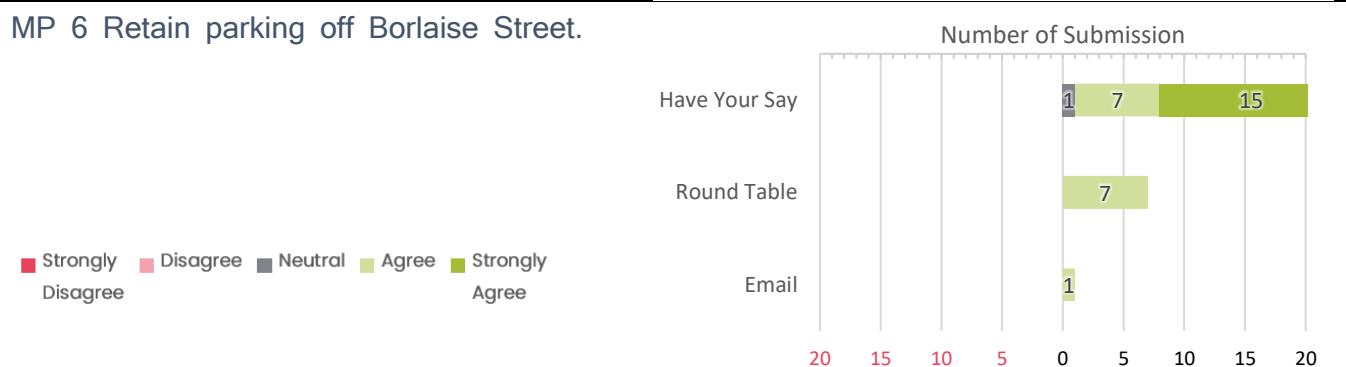 MP 6 Retain parking off Borlaise Street.
Number of Submission
Have Your Say 1 7 15
Round Table 7
Email 1
20 15 10 5 0 5 10 15 20
Strongly Disagree Disagree Neutral Agree Strongly Agree